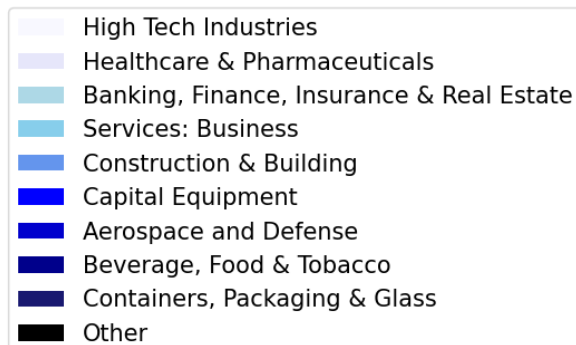 High Tech Industries
Healthcare & Pharmaceuticals
Banking, Finance, Insurance & Real Estate
Services: Business
Construction & Building
Capital Equipment
Aerospace and Defense
Beverage, Food & Tobacco
Containers, Packaging & Glass
Other